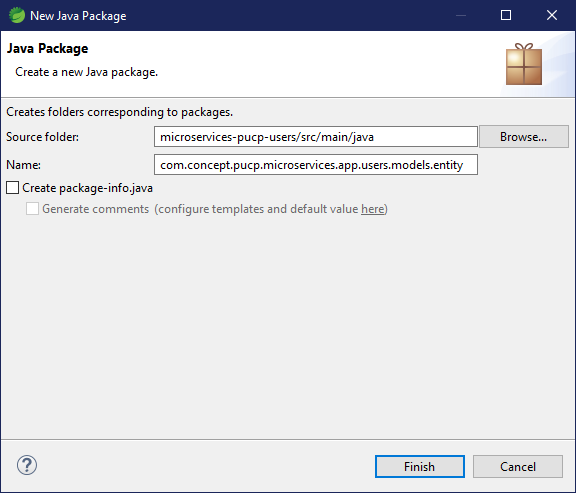 New Java Package
Java Package
Create a new Java package.
Creates folders corresponding to packages.
Source folder: microservices-pucp-users/src/main/java Browse...
Name: com.concept.pucp.microservices.app.users.models.entity
Create package-info.java
Generate comments (configure templates and default value here)
? Finish Cancel